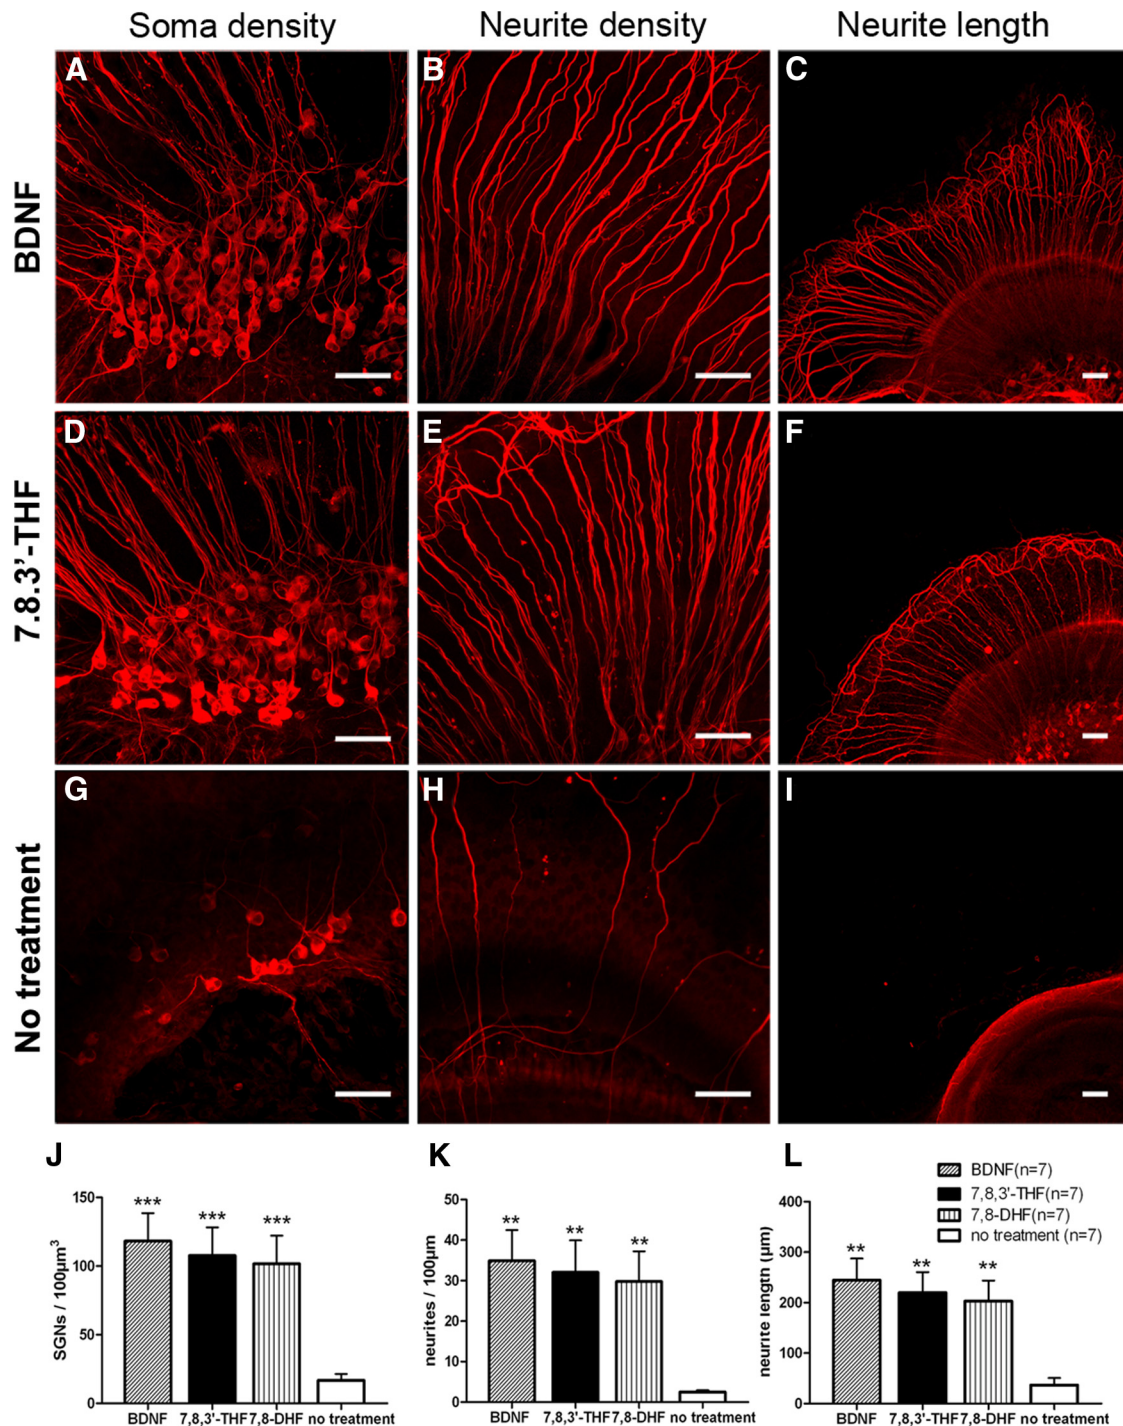 Soma density
Neurite density
Neurite length
BDNF
A
B
C
7.8.3'-THF
D
E
F
No treatment
G
H
I
J
***
***
***
150
100
50
0
SGNs / 100µm³
BDNF
7,8,3'-THF
7,8-DHF
no treatment
K
**
**
**
50
40
30
20
10
0
neurites / 100µm
BDNF
7,8,3'-THF
7,8-DHF
no treatment
L
BDNF(n=7)
7,8,3'-THF(n=7)
7,8-DHF(n=7)
no treatment (n=7)
**
**
**
400
300
200
100
0
neurite length (µm)
BDNF
7,8,3'-THF
7,8-DHF
no treatment